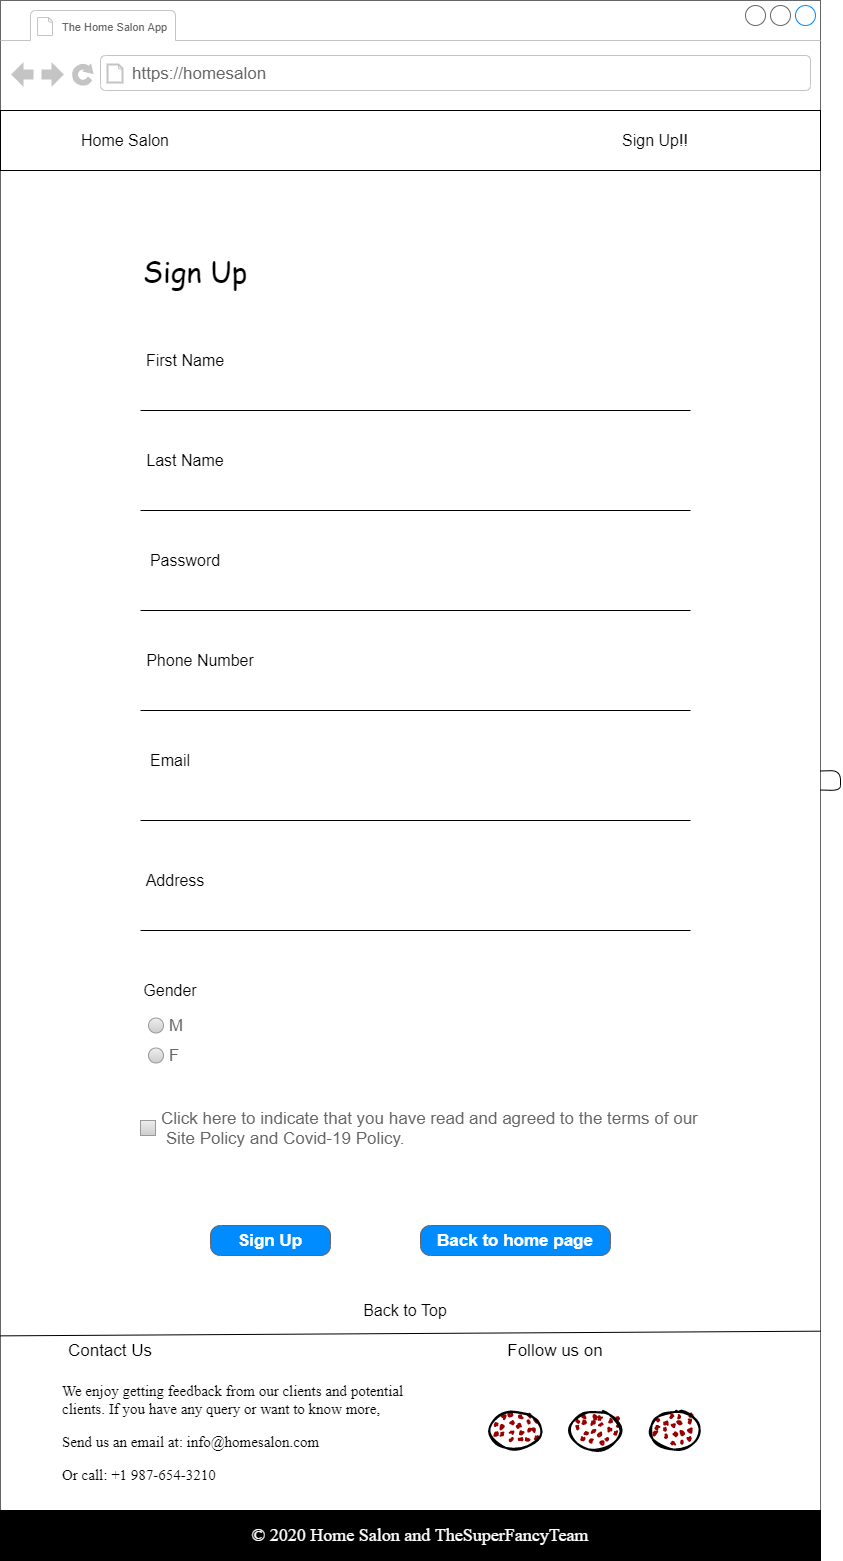 The Home Salon App
https://homesalon
Home Salon
Sign Up!!
Sign Up
First Name
Last Name
Password
Phone Number
Email
Address
Gender
M
F
Click here to indicate that you have read and agreed to the terms of our
Site Policy and Covid-19 Policy.
Sign Up
Back to home page
Back to Top
Contact Us
Follow us on
We enjoy getting feedback from our clients and potential
clients. If you have any query or want to know more,
Send us an email at: info@homesalon.com
Or call: +1 987-654-3210
© 2020 Home Salon and TheSuperFancyTeam